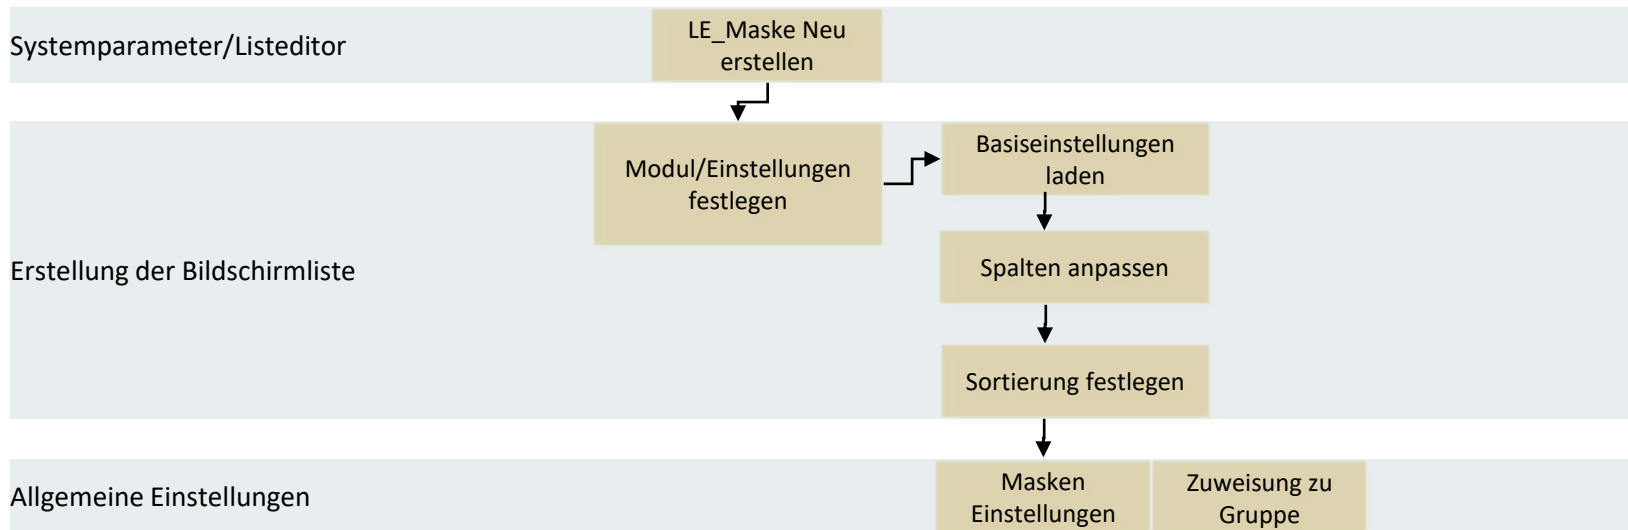 Systemparameter/Listeditor
LE_Maske Neu
erstellen
Erstellung der Bildschirmliste
Modul/Einstellungen
festlegen
Basiseinstellungen
laden
Spalten anpassen
Sortierung festlegen
Allgemeine Einstellungen
Masken
Einstellungen
Zuweisung zu
Gruppe